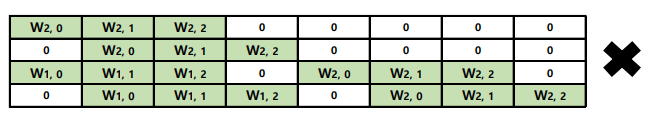 W2, 0 W2, 1 W2, 2 0 0 0 0 0
0 W2, 0 W2, 1 W2, 2 0 0 0 0
W1, 0 W1, 1 W1, 2 0 W2, 0 W2, 1 W2, 2 0
0 W1, 0 W1, 1 W1, 2 0 W2, 0 W2, 1 W2, 2